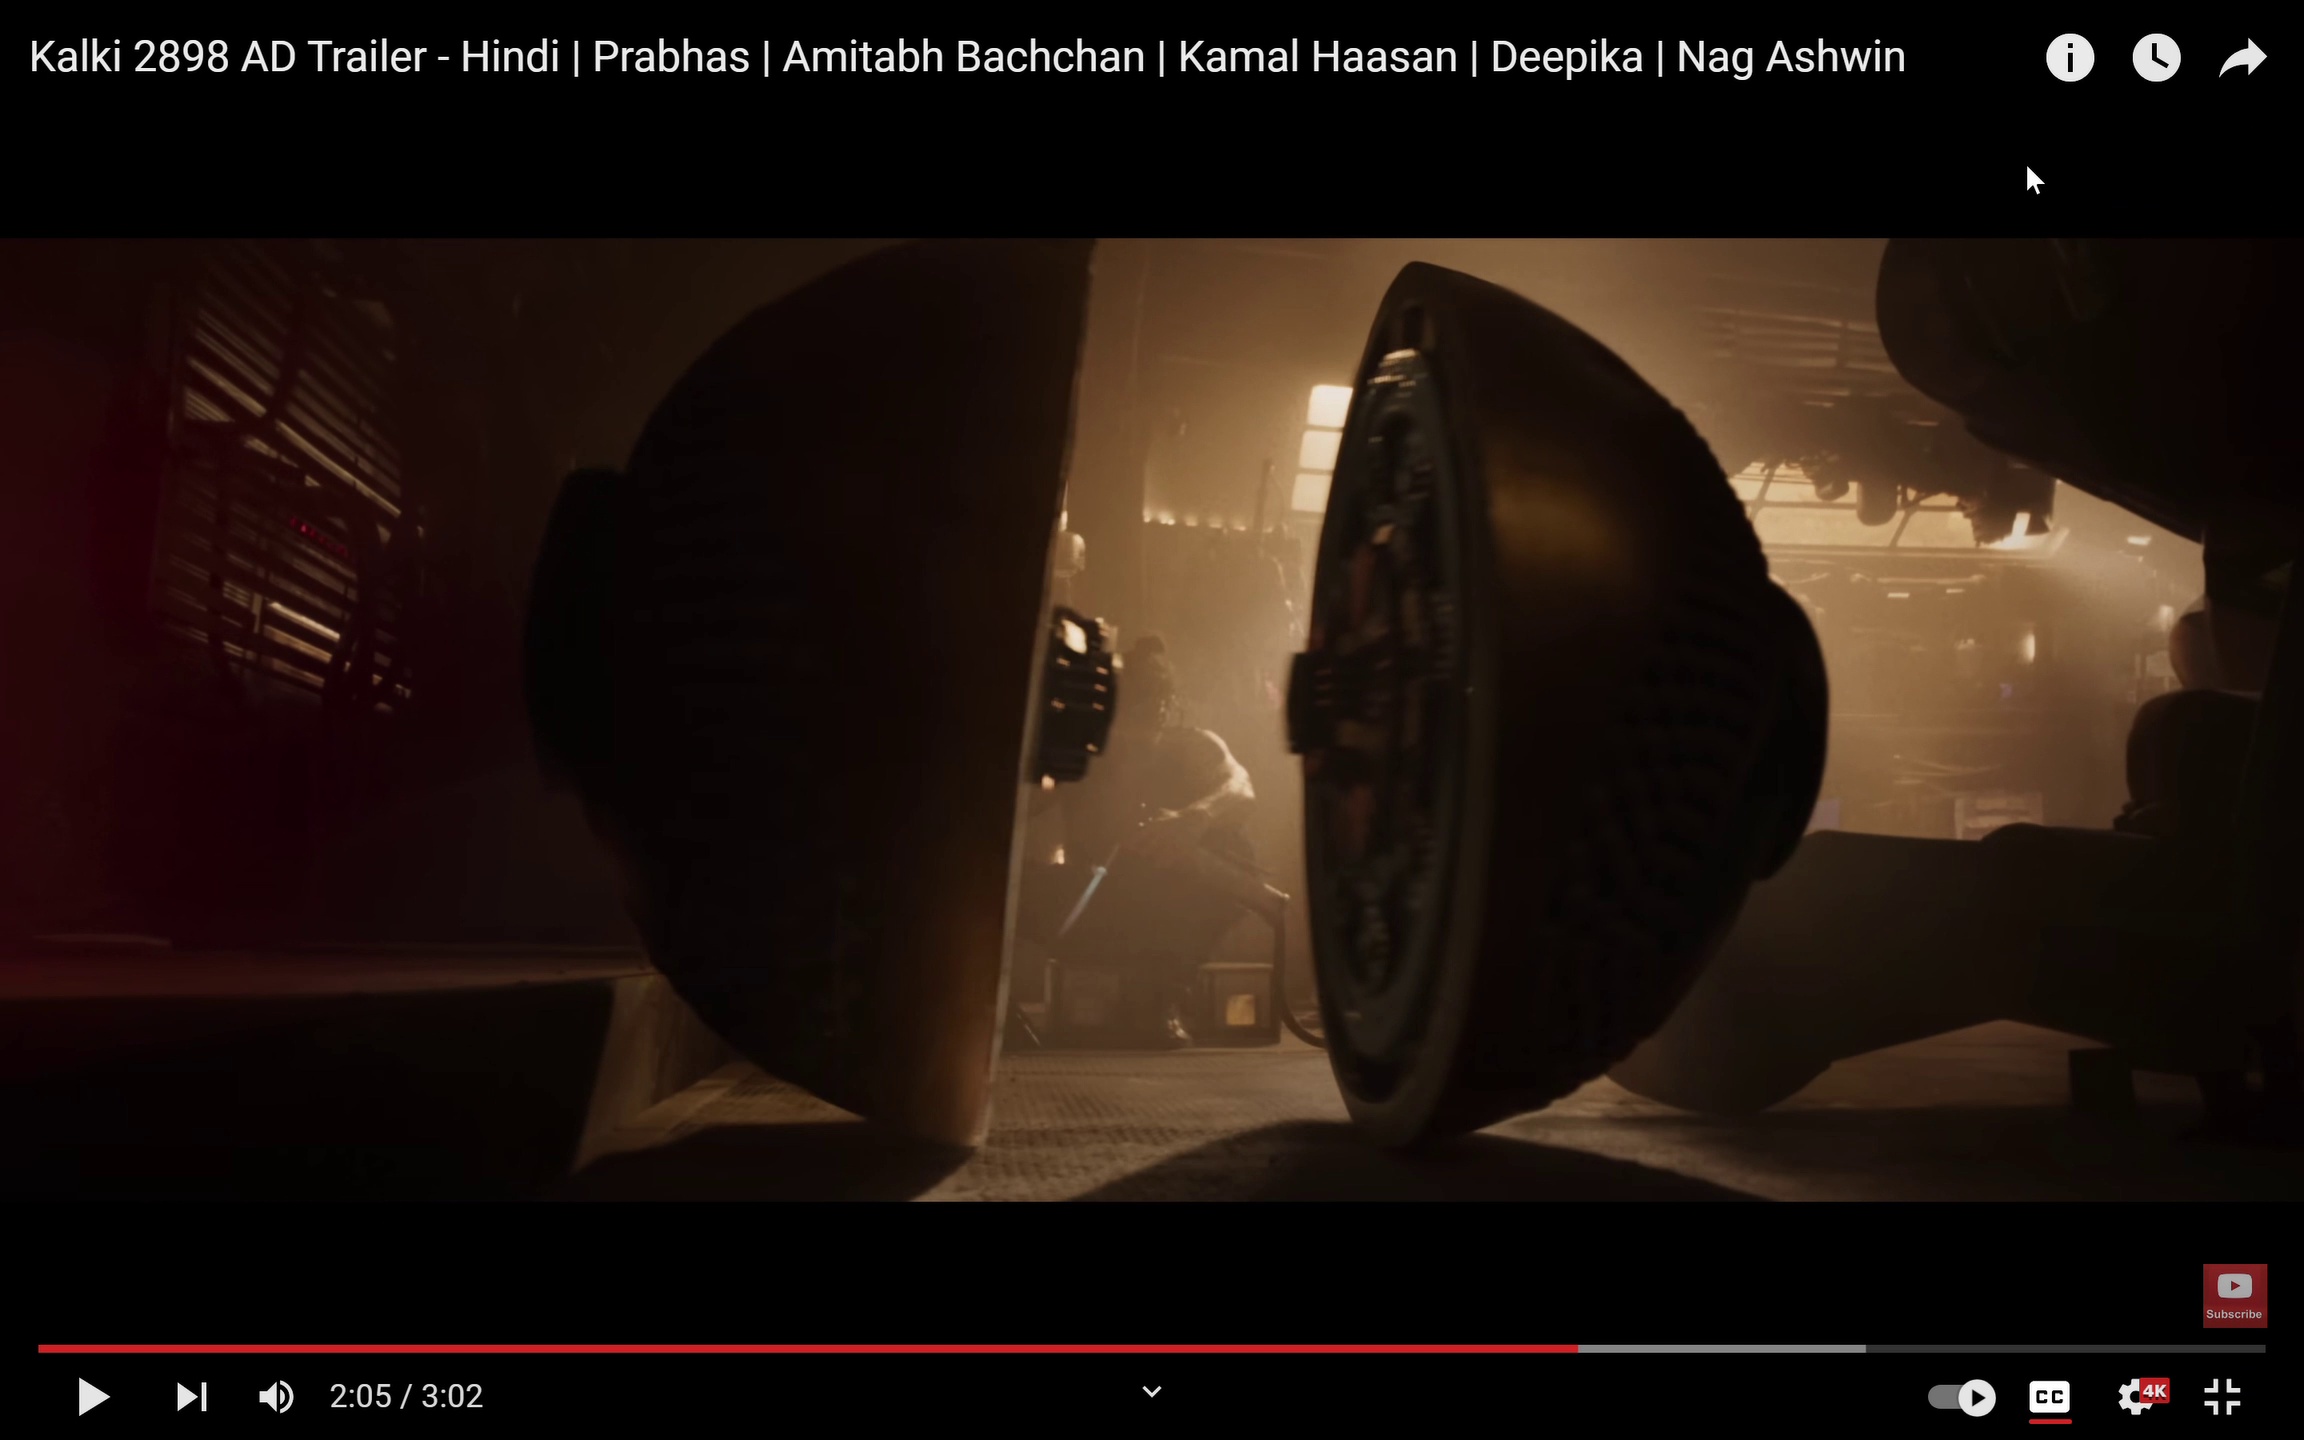 Kalki 2898 AD Trailer - Hindi | Prabhas | Amitabh Bachchan | Kamal Haasan | Deepika | Nag Ashwin
Subscribe
2:05 / 3:02
CC
4K